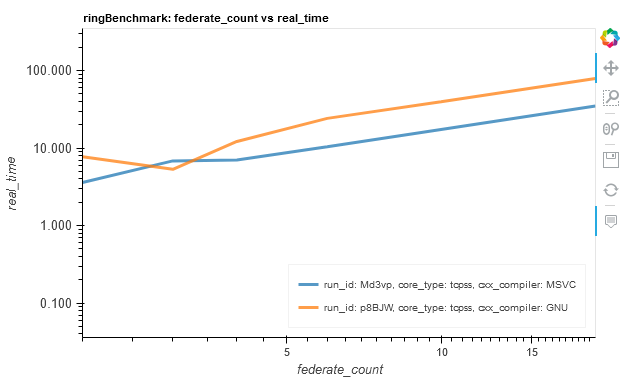 ringBenchmark: federate_count vs real_time
real_time
100.000
10.000
1.000
0.100
run_id: Md3vp, core_type: tcpss, cxx_compiler: MSVC
run_id: p8BJW, core_type: tcpss, cxx_compiler: GNU
5
10
15
federate_count